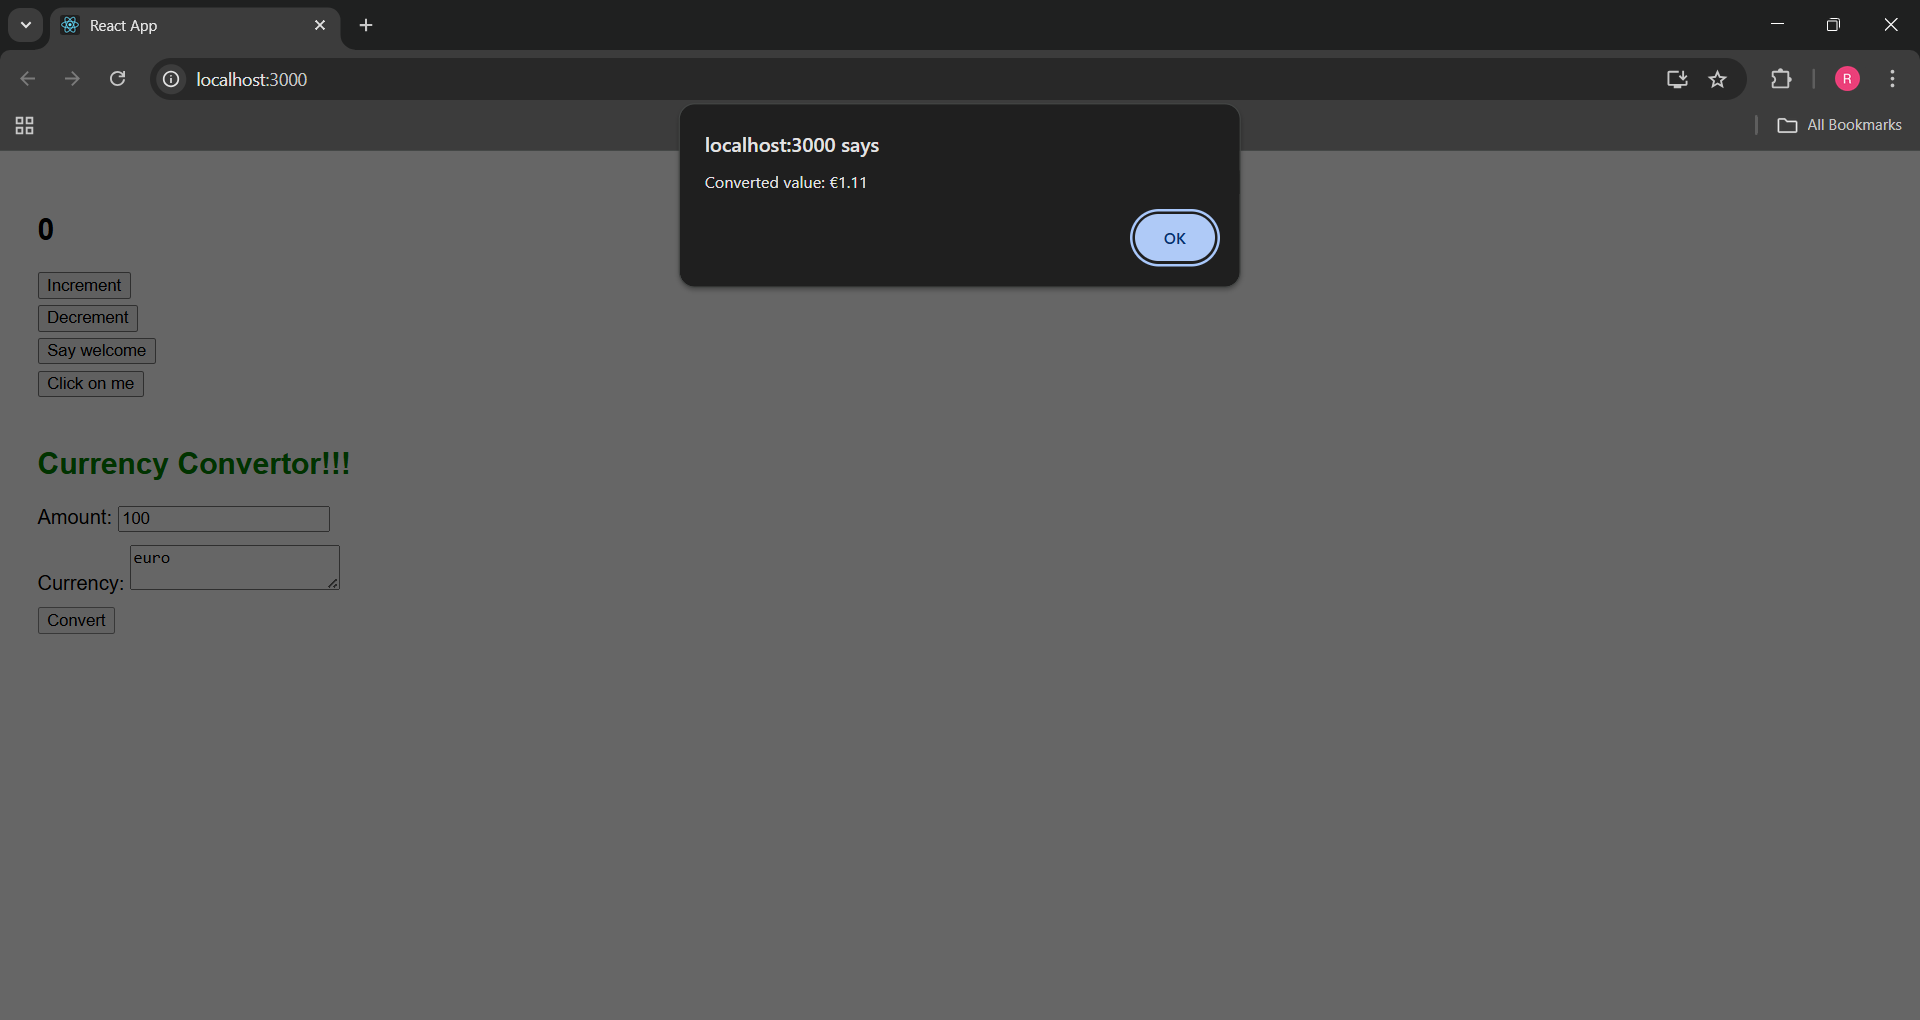 React App
localhost:3000
R
All Bookmarks
localhost:3000 says
Converted value: €1.11
OK
0
Increment
Decrement
Say welcome
Click on me
Currency Convertor!!!
Amount: 100
Currency: euro
Convert